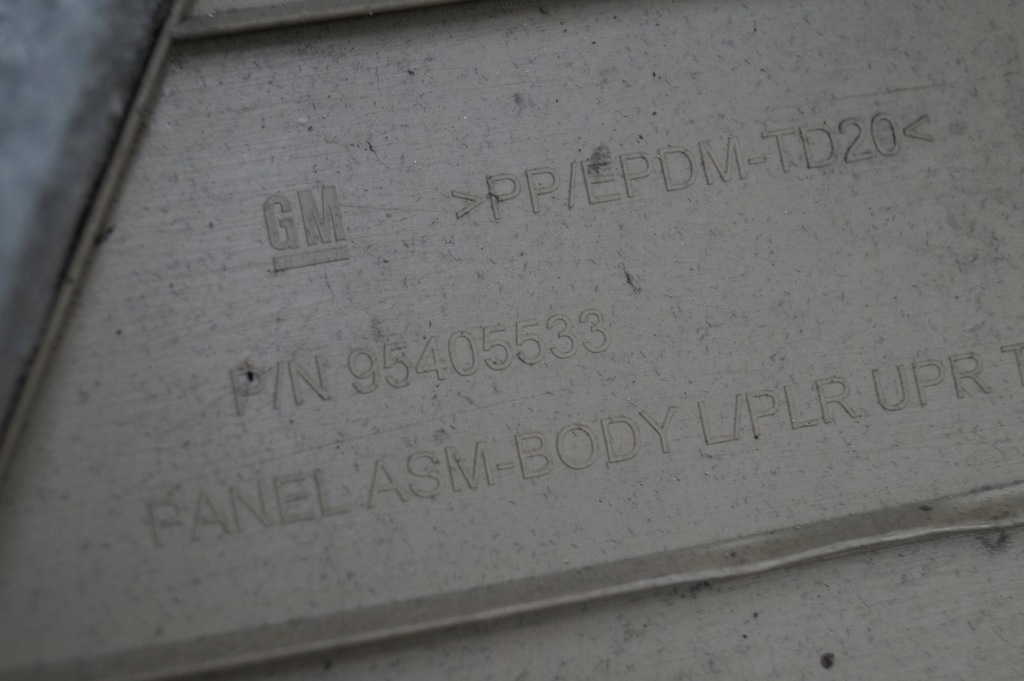 GM >PP/EPDM-TD20<
P/N 95405533
PANEL ASM-BODY L/PLR UPR T